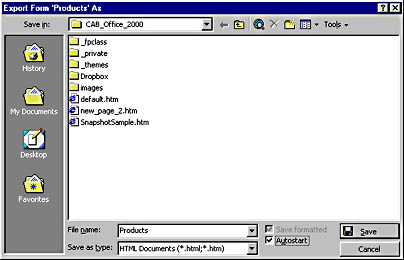 Export Form 'Products' As
Save in: CAB_Office_2000 Tools
_fpclass
_private
_themes
Dropbox
images
default.htm
new_page_2.htm
SnapshotSample.htm
History
My Documents
Desktop
Favorites
File name: Products Save formatted Save
Save as type: HTML Documents (*.html;*.htm) Autostart Cancel